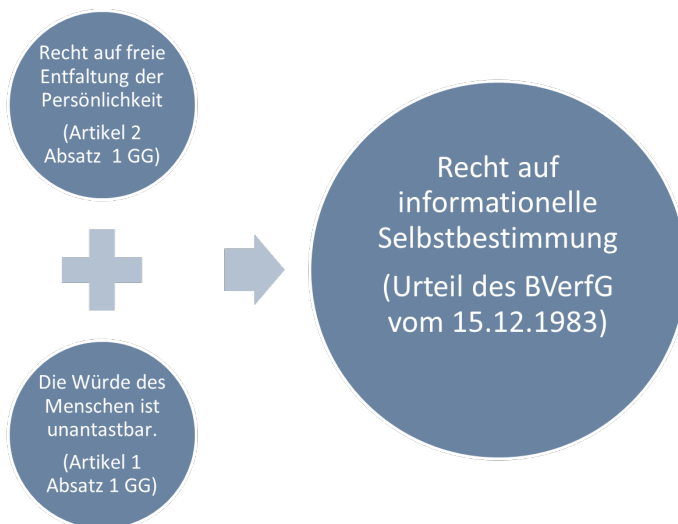 Recht auf freie
Entfaltung der
Persönlichkeit
(Artikel 2
Absatz  1 GG)
Die Würde des
Menschen ist
unantastbar.
(Artikel 1
Absatz 1 GG)
Recht auf
informationelle
Selbstbestimmung
(Urteil des BVerfG
vom 15.12.1983)